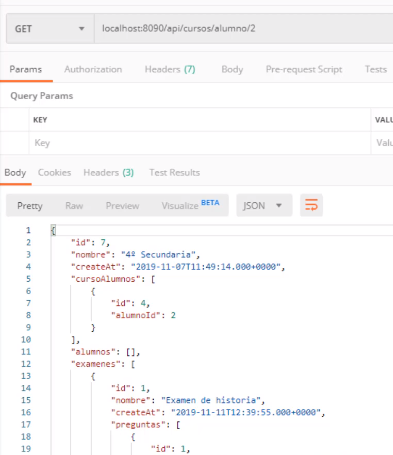 GET localhost:8090/api/cursos/alumno/2
Params Authorization Headers (7) Body Pre-request Script Tests
Query Params
KEY VALU
Key Valu
Body Cookies Headers (3) Test Results
Pretty Raw Preview Visualize BETA JSON
1 {
2 "id": 7,
3 "nombre": "4º Secundaria",
4 "createAt": "2019-11-07T11:49:14.000+0000",
5 "cursoAlumnos": [
6 {
7 "id": 4,
8 "alumnoId": 2
9 }
10 ],
11 "alumnos": [],
12 "examenes": [
13 {
14 "id": 1,
15 "nombre": "Examen de historia",
16 "createAt": "2019-11-11T12:39:55.000+0000",
17 "preguntas": [
18 {
19 "id": 1,